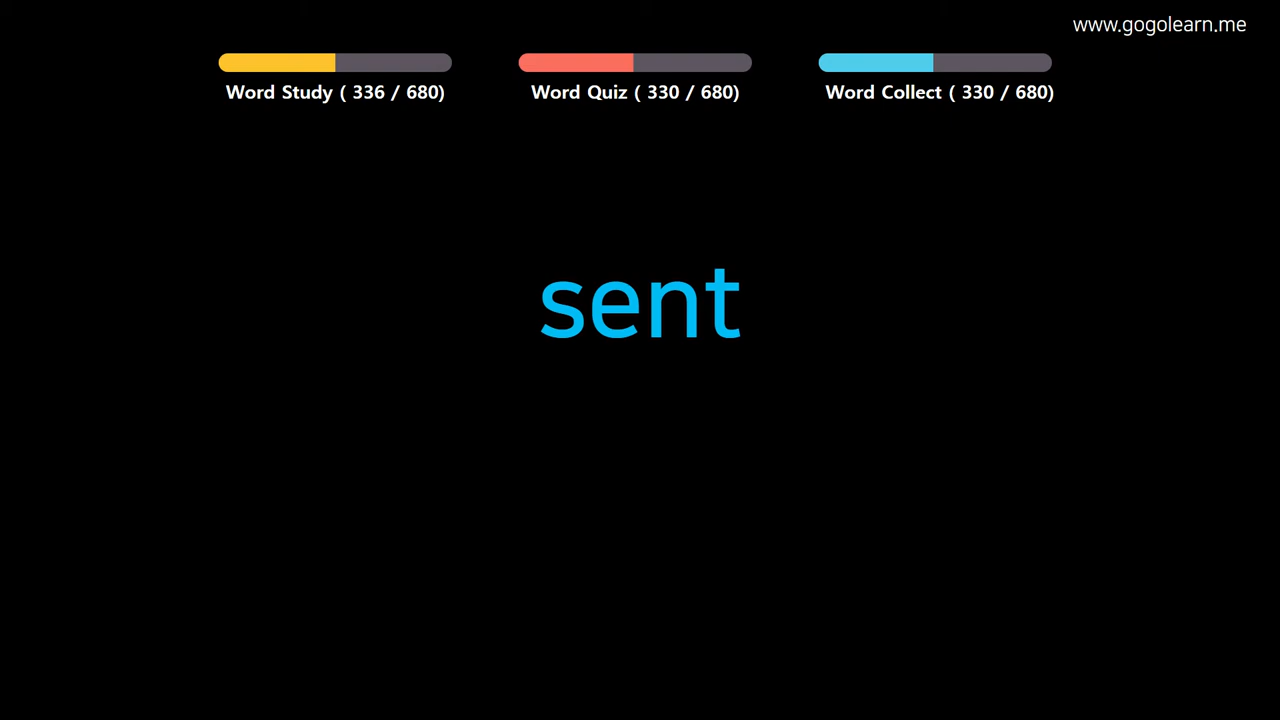 www.gogolearn.me
Word Study ( 336 / 680)
Word Quiz ( 330 / 680)
Word Collect ( 330 / 680)
sent